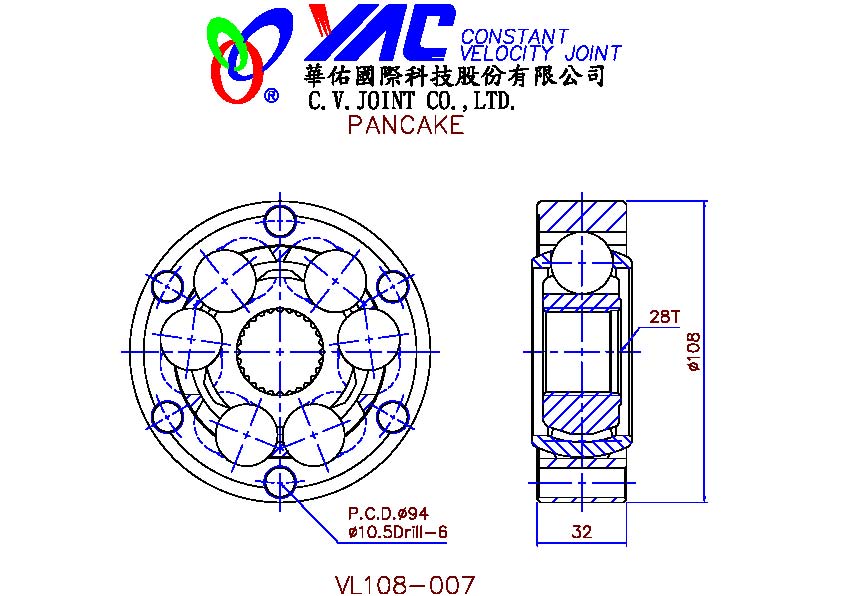 YAC CONSTANT
VELOCITY JOINT
®
華佑國際科技股份有限公司
C.V.JOINT CO.,LTD.
PANCAKE
28T
ø108
P.C.D.ø94
ø10.5Drill-6
32
VL108-007